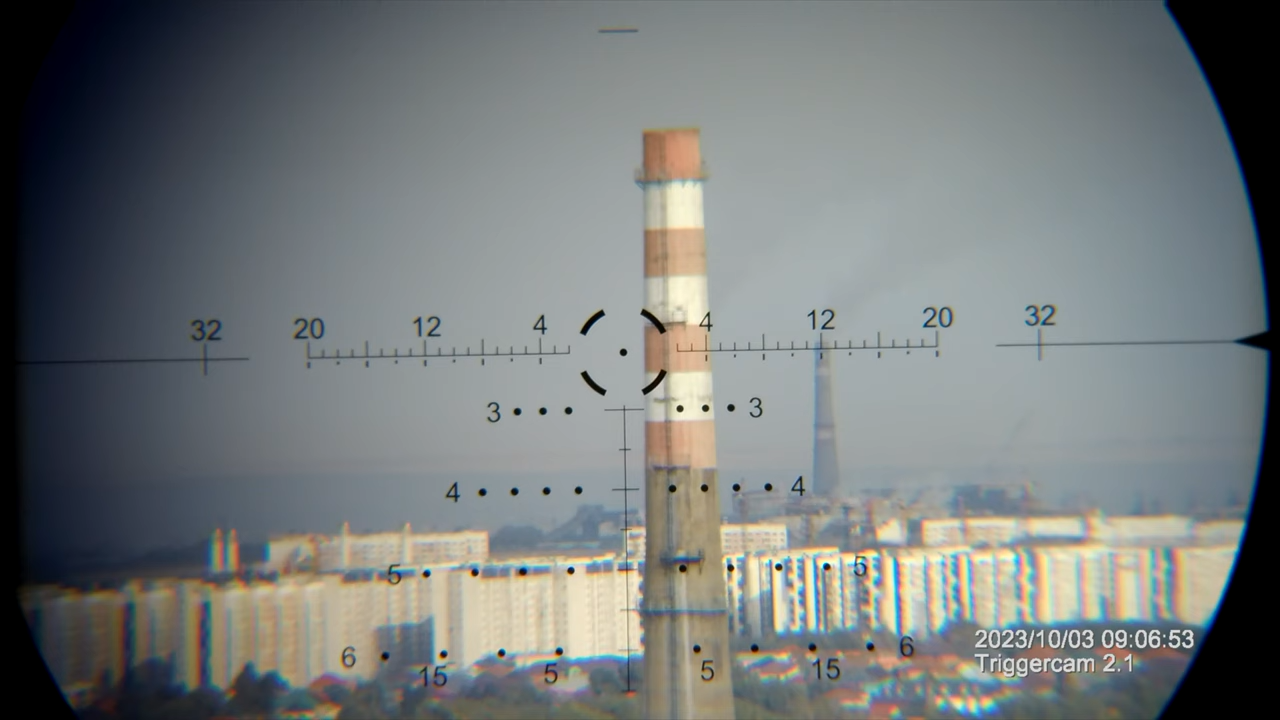 32 20 12 4 4 12 20 32
3 3
4 4
5 5
6 15 5 5 15 6
2023/10/03 09:06:53
Triggercam 2.1